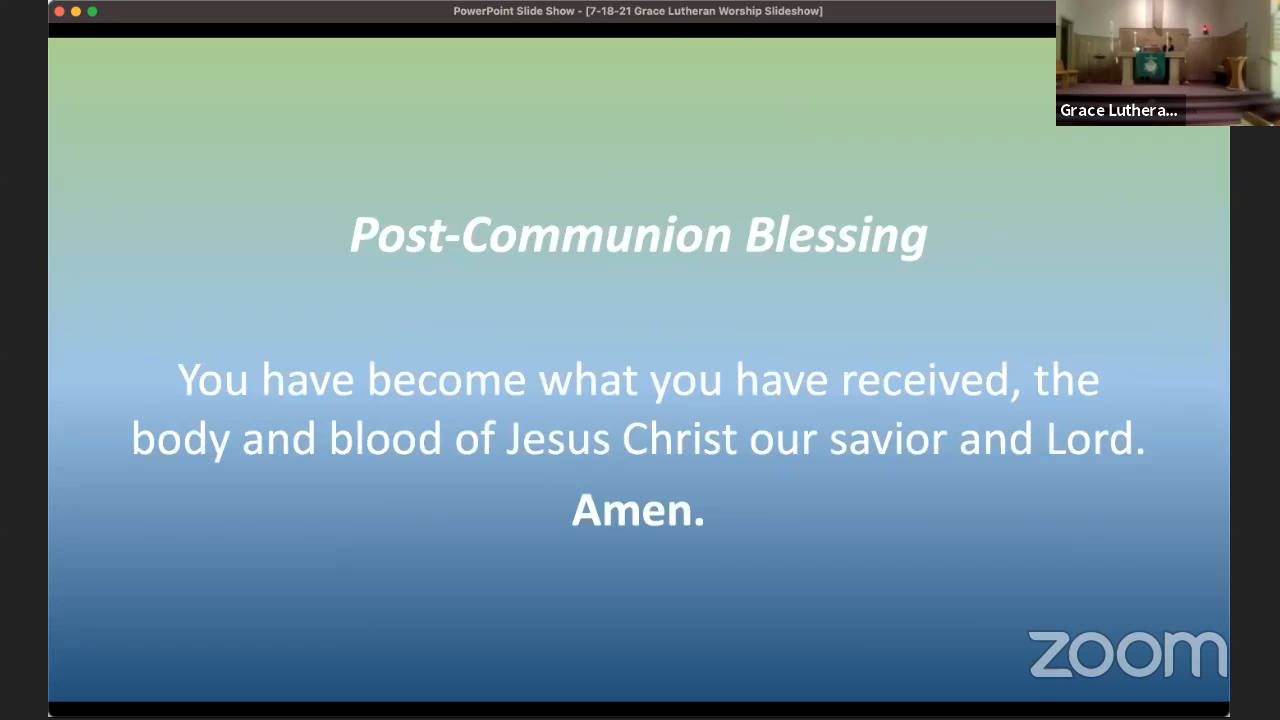 PowerPoint Slide Show - [7-18-21 Grace Lutheran Worship Slideshow]
Grace Luthera...
Post-Communion Blessing
You have become what you have received, the
body and blood of Jesus Christ our savior and Lord.
Amen.
zoom